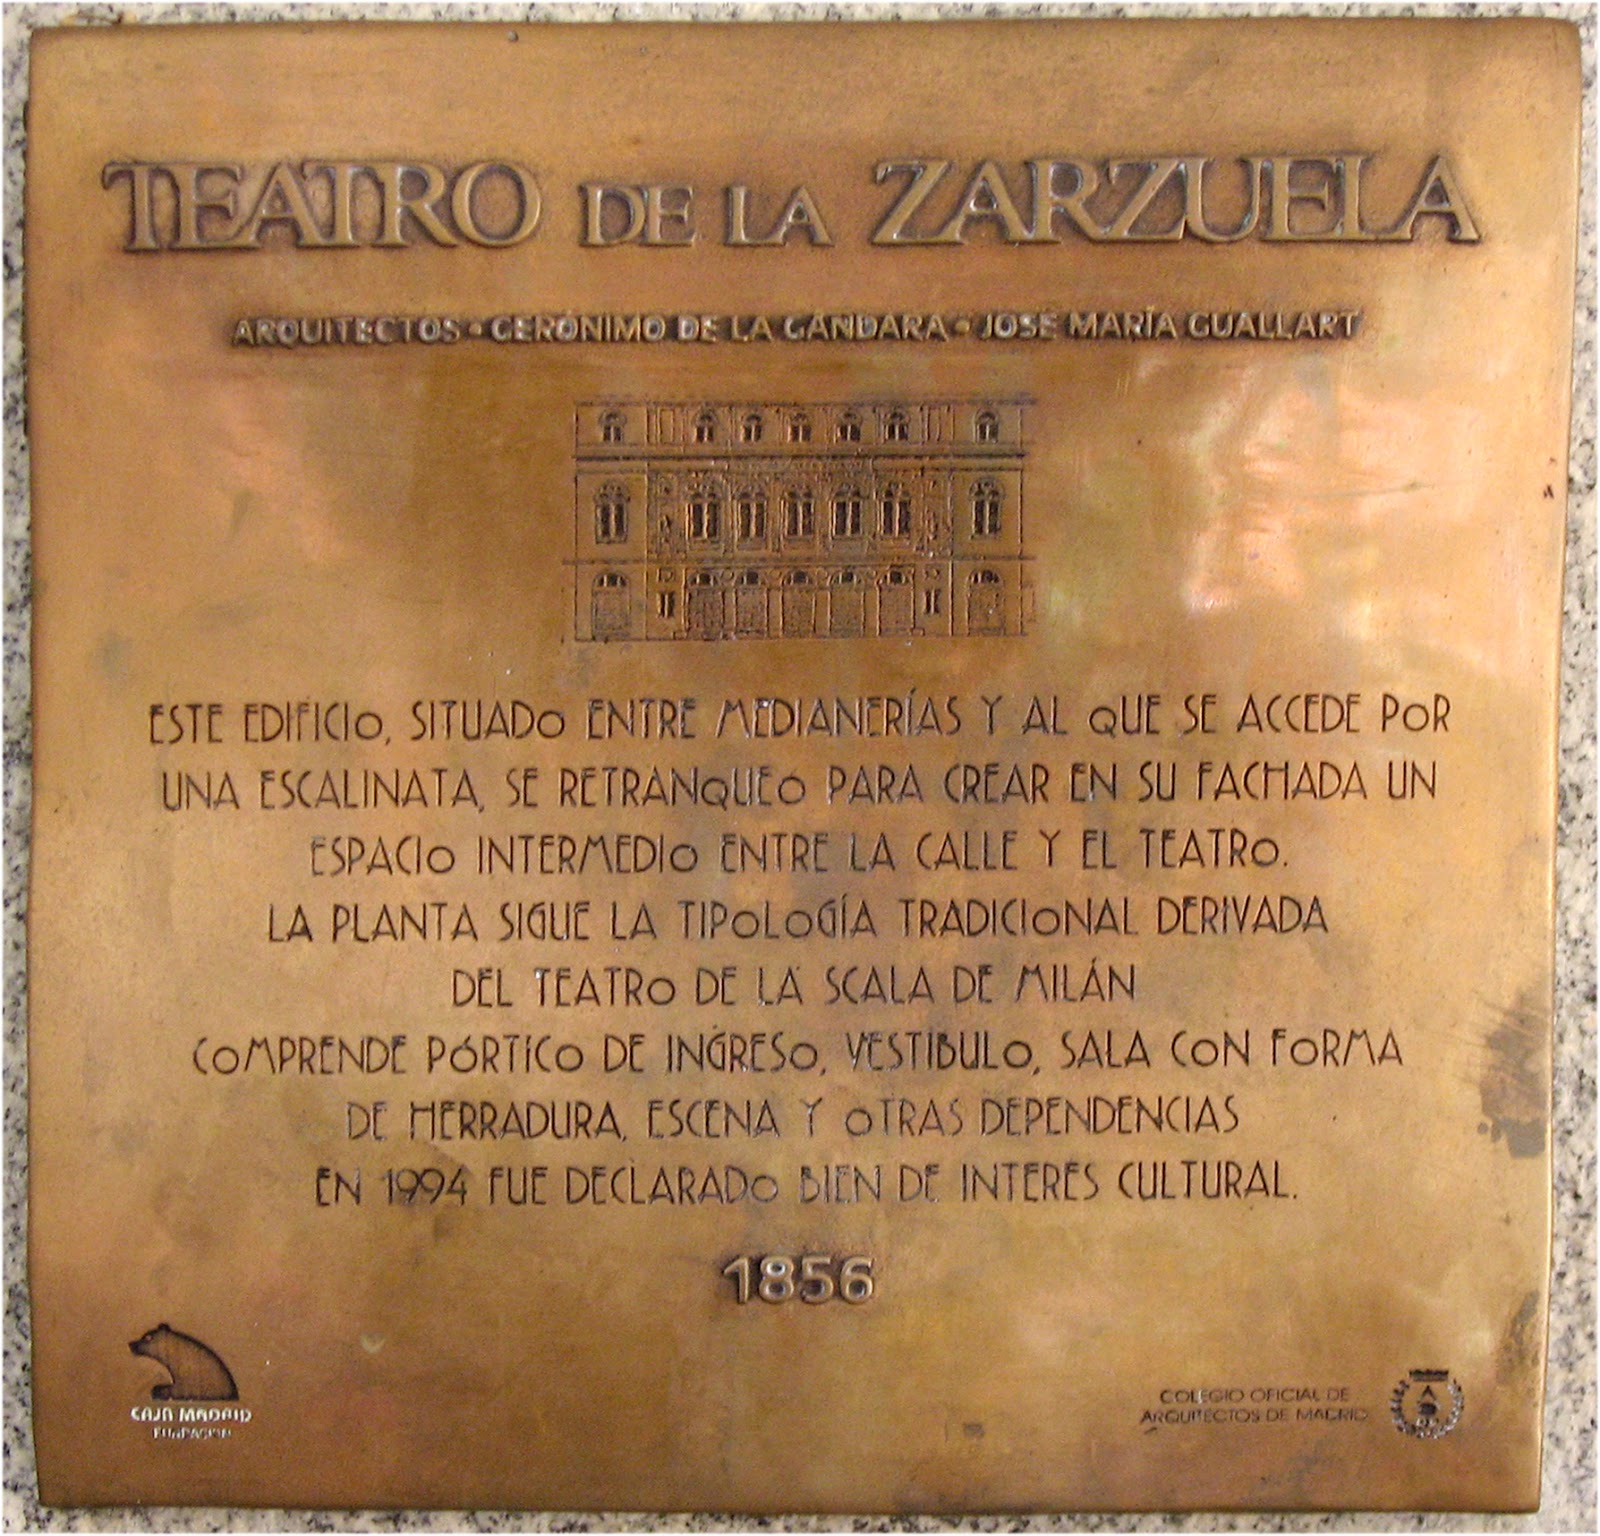 TEATRO DE LA ZARZUELA
ARQUITECTOS • GERÓNIMO DE LA GÁNDARA • JOSÉ MARÍA GUALLART
ESTE EDIFICIO, SITUADO ENTRE MEDIANERÍAS Y AL QUE SE ACCEDE POR
UNA ESCALINATA, SE RETRANQUEO PARA CREAR EN SU FACHADA UN
ESPACIO INTERMEDIO ENTRE LA CALLE Y EL TEATRO.
LA PLANTA SIGUE LA TIPOLOGÍA TRADICIONAL DERIVADA
DEL TEATRO DE LA SCALA DE MILÁN
COMPRENDE PÓRTICO DE INGRESO, VESTIBULO, SALA CON FORMA
DE HERRADURA, ESCENA Y OTRAS DEPENDENCIAS
EN 1994 FUE DECLARADO BIEN DE INTERES CULTURAL.
1856
CAJA MADRID
FUNDACION
COLEGIO OFICIAL DE
ARQUITECTOS DE MADRID